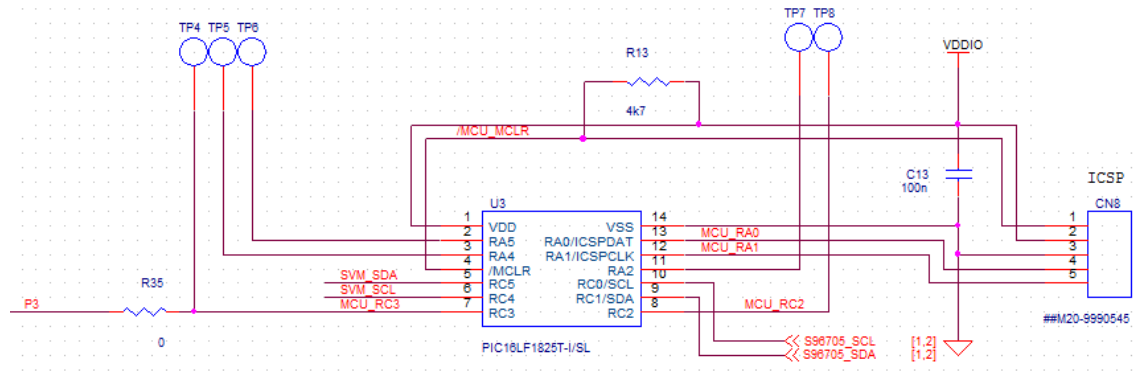 TP4 TP5 TP6
TP7 TP8
R13
4k7
VDDIO
/MCU_MCLR
C13
100n
ICSP
CN8
1
2
3
4
5
##M20-9990545
U3
1 VDD
2 RA5
3 RA4
4 /MCLR
5 RC5
6 RC4
7 RC3
VSS 14
RA0/ICSPDAT 13
RA1/ICSPCLK 12
RA2 11
RC0/SCL 10
RC1/SDA 9
RC2 8
MCU_RA0
MCU_RA1
SVM_SDA
SVM_SCL
MCU_RC3
MCU_RC2
R35
P3
0
PIC16LF1825T-I/SL
S96705_SCL [1,2]
S96705_SDA [1,2]